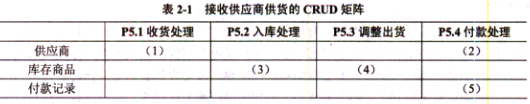 表 2-1 接收供应商供货的 CRUD 矩阵
P5.1 收货处理 P5.2 入库处理 P5.3 调整出货 P5.4 付款处理
供应商 （1） （2）
库存商品 （3） （4）
付款记录 （5）